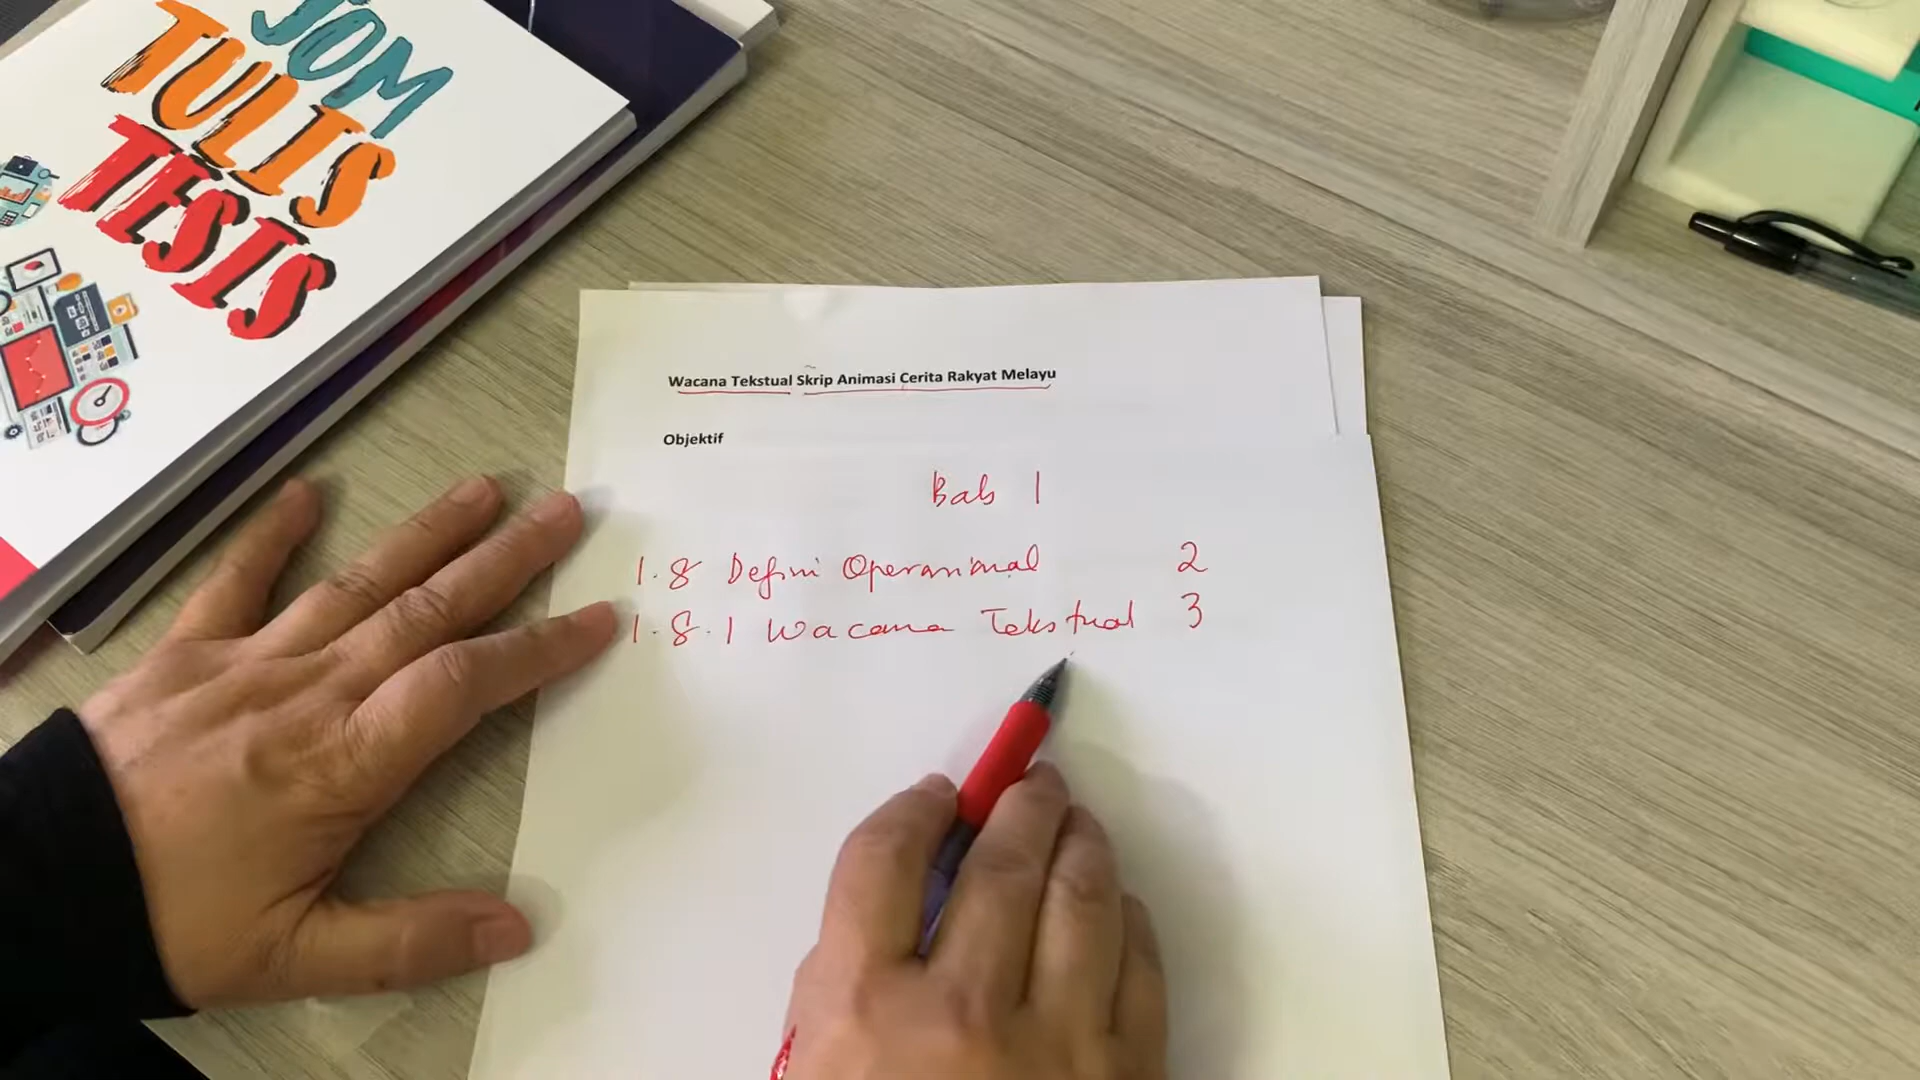 JOM
TULIS
TESIS
Wacana Tekstual Skrip Animasi Cerita Rakyat Melayu
Objektif
Bab 1
1.8 Defini Operasional 2
1.8.1 Wacana Tekstual 3